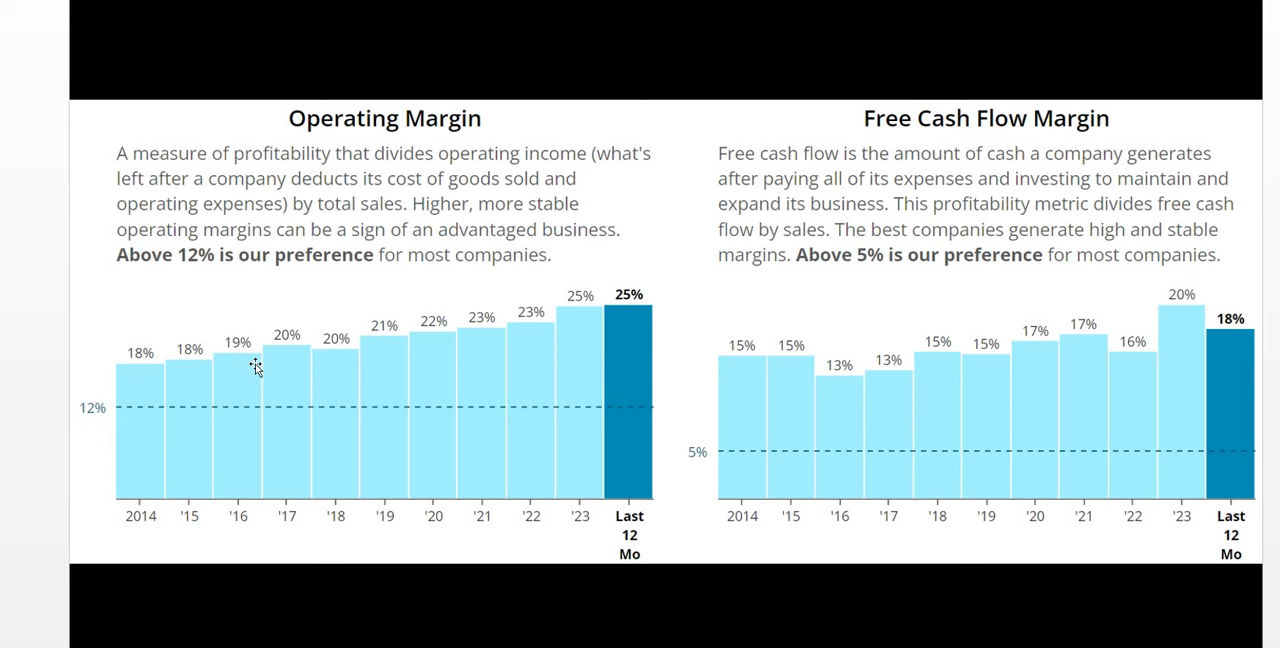 Operating Margin
A measure of profitability that divides operating income (what's
left after a company deducts its cost of goods sold and
operating expenses) by total sales. Higher, more stable
operating margins can be a sign of an advantaged business.
Above 12% is our preference for most companies.
18%
18%
19%
20%
20%
21%
22%
23%
23%
25%
25%
12%
2014
'15
'16
'17
'18
'19
'20
'21
'22
'23
Last
12
Mo
Free Cash Flow Margin
Free cash flow is the amount of cash a company generates
after paying all of its expenses and investing to maintain and
expand its business. This profitability metric divides free cash
flow by sales. The best companies generate high and stable
margins. Above 5% is our preference for most companies.
15%
15%
13%
13%
15%
15%
17%
17%
16%
20%
18%
5%
2014
'15
'16
'17
'18
'19
'20
'21
'22
'23
Last
12
Mo